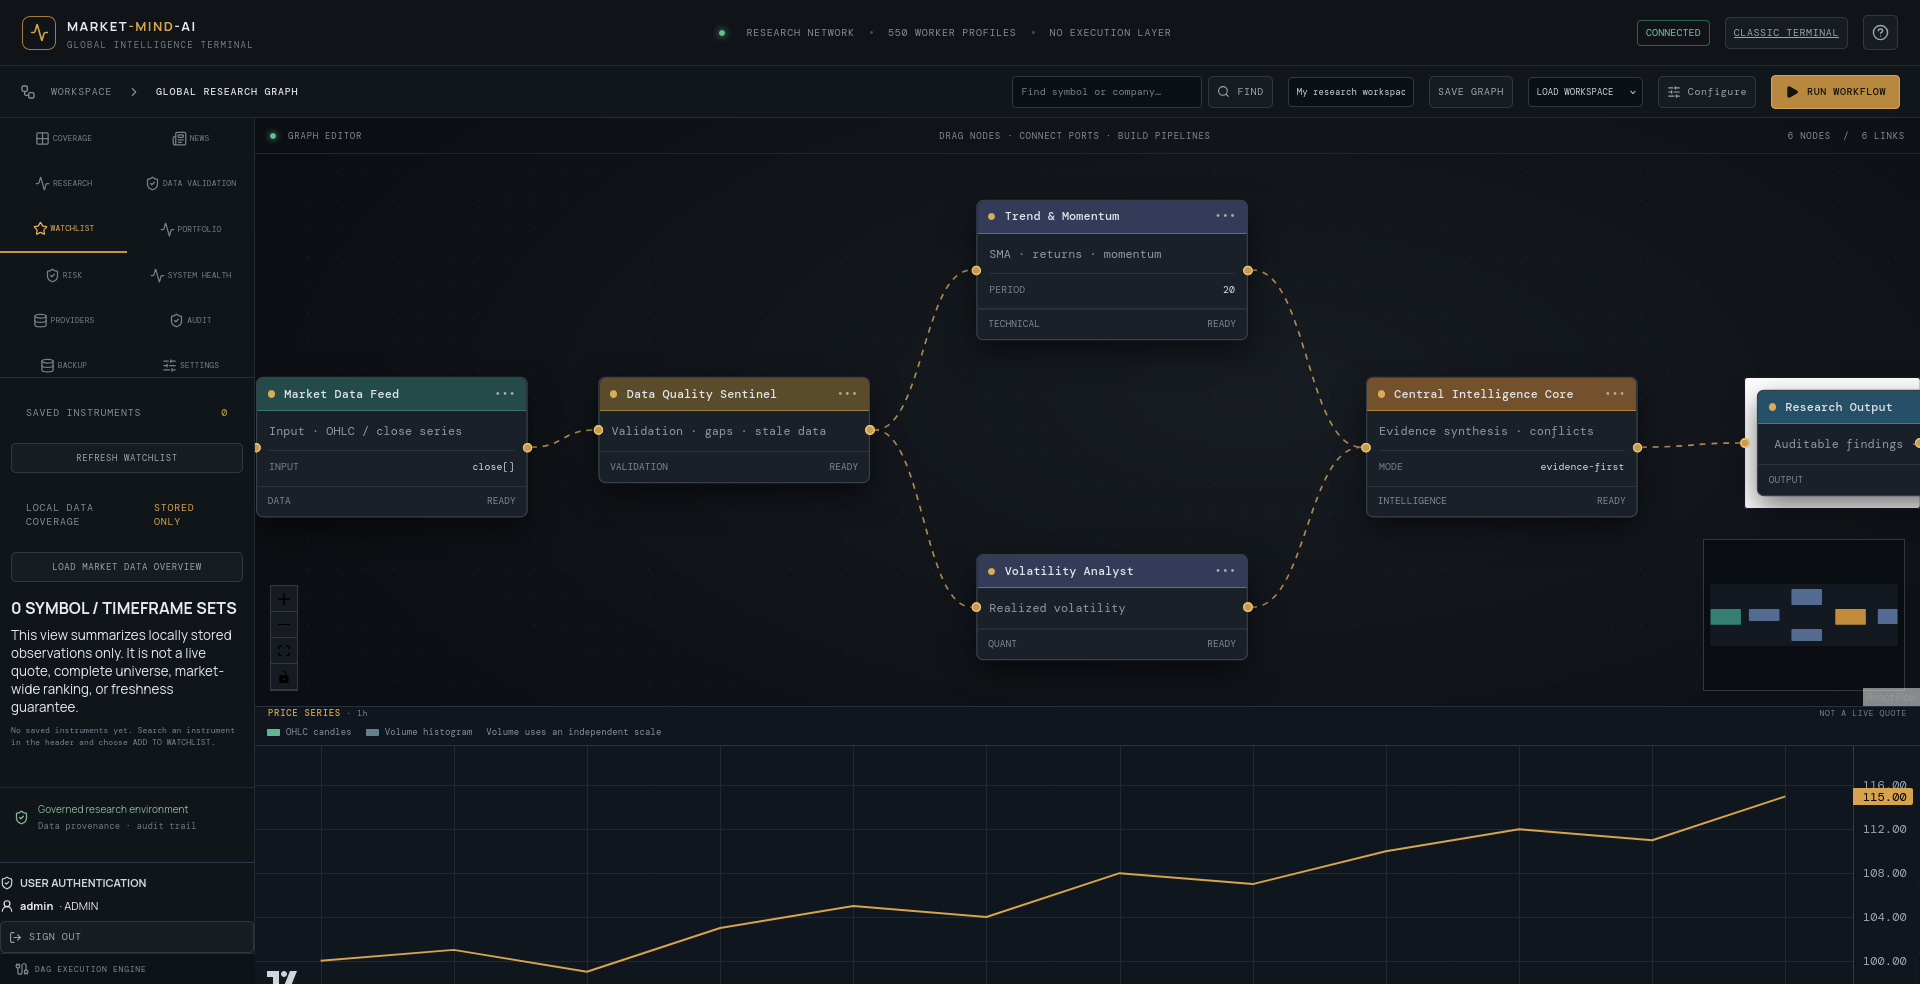 MARKET-MIND-AI
GLOBAL INTELLIGENCE TERMINAL
RESEARCH NETWORK • 550 WORKER PROFILES • NO EXECUTION LAYER
CONNECTED
CLASSIC TERMINAL
WORKSPACE > GLOBAL RESEARCH GRAPH
Find symbol or company…
FIND
My research workspac
SAVE GRAPH
LOAD WORKSPACE
Configure
RUN WORKFLOW
COVERAGE
NEWS
RESEARCH
DATA VALIDATION
WATCHLIST
PORTFOLIO
RISK
SYSTEM HEALTH
PROVIDERS
AUDIT
BACKUP
SETTINGS
SAVED INSTRUMENTS 0
REFRESH WATCHLIST
LOCAL DATA COVERAGE
STORED ONLY
LOAD MARKET DATA OVERVIEW
0 SYMBOL / TIMEFRAME SETS
This view summarizes locally stored
observations only. It is not a live
quote, complete universe, market-
wide ranking, or freshness
guarantee.
No saved instruments yet. Search an instrument
in the header and choose ADD TO WATCHLIST.
Governed research environment
Data provenance · audit trail
USER AUTHENTICATION
admin · ADMIN
SIGN OUT
DAG EXECUTION ENGINE
GRAPH EDITOR
DRAG NODES · CONNECT PORTS · BUILD PIPELINES
6 NODES / 6 LINKS
Market Data Feed
Input · OHLC / close series
INPUT close[]
DATA READY
Data Quality Sentinel
Validation · gaps · stale data
VALIDATION READY
Trend & Momentum
SMA · returns · momentum
PERIOD 20
TECHNICAL READY
Volatility Analyst
Realized volatility
QUANT READY
Central Intelligence Core
Evidence synthesis · conflicts
MODE evidence-first
INTELLIGENCE READY
Research Output
Auditable findings
OUTPUT
React Flow
PRICE SERIES · 1h
NOT A LIVE QUOTE
OHLC candles
Volume histogram
Volume uses an independent scale
116.00
115.00
112.00
108.00
104.00
100.00